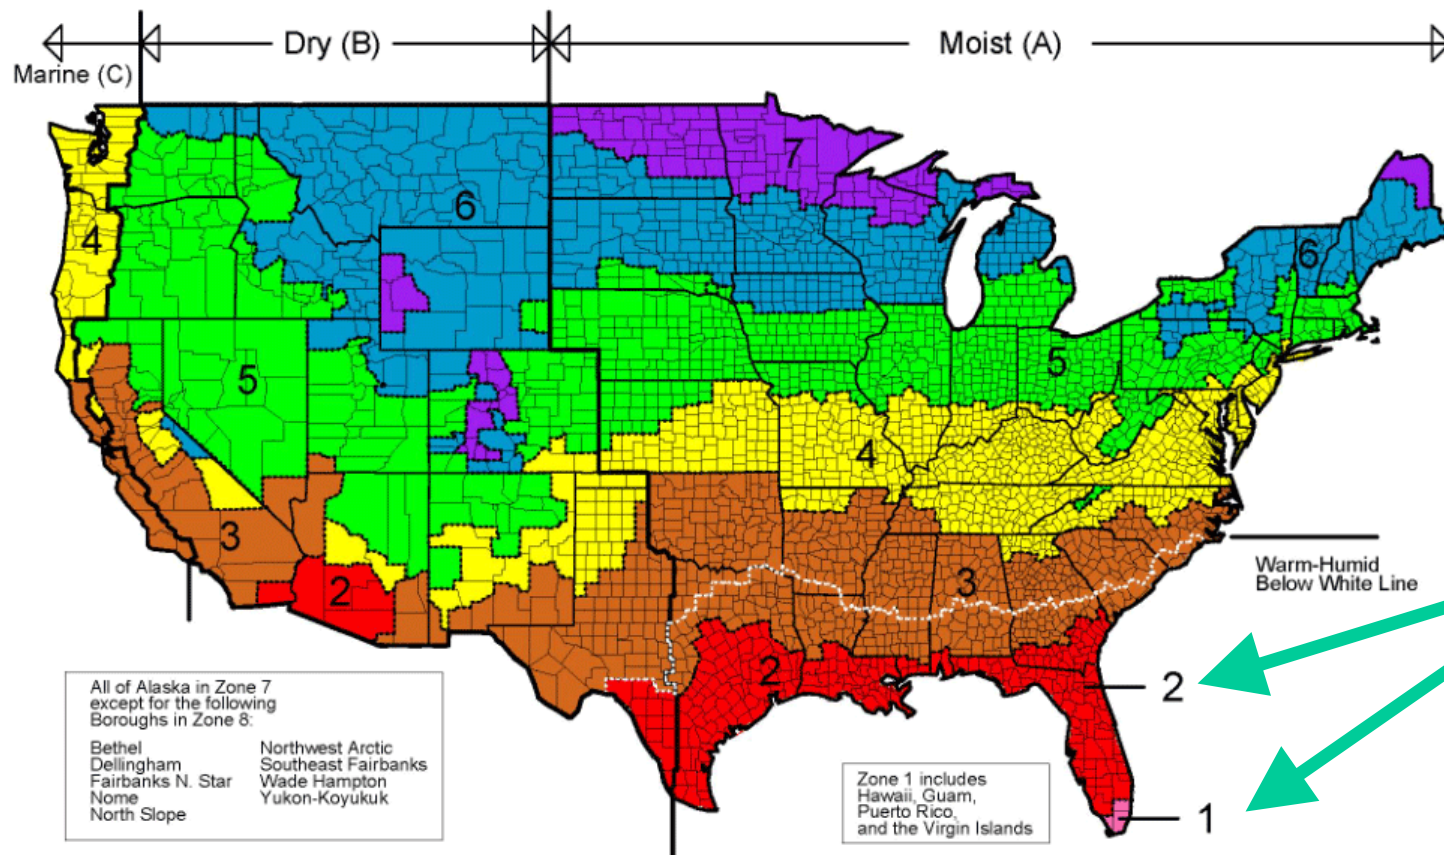 Dry (B)
Moist (A)
Marine (C)
7
6
4
6
5
5
4
3
3
2
2
Warm-Humid
Below White Line
2
1
All of Alaska in Zone 7
except for the following
Boroughs in Zone 8:
Bethel
Dellingham
Fairbanks N. Star
Nome
North Slope
Northwest Arctic
Southeast Fairbanks
Wade Hampton
Yukon-Koyukuk
Zone 1 includes
Hawaii, Guam,
Puerto Rico,
and the Virgin Islands